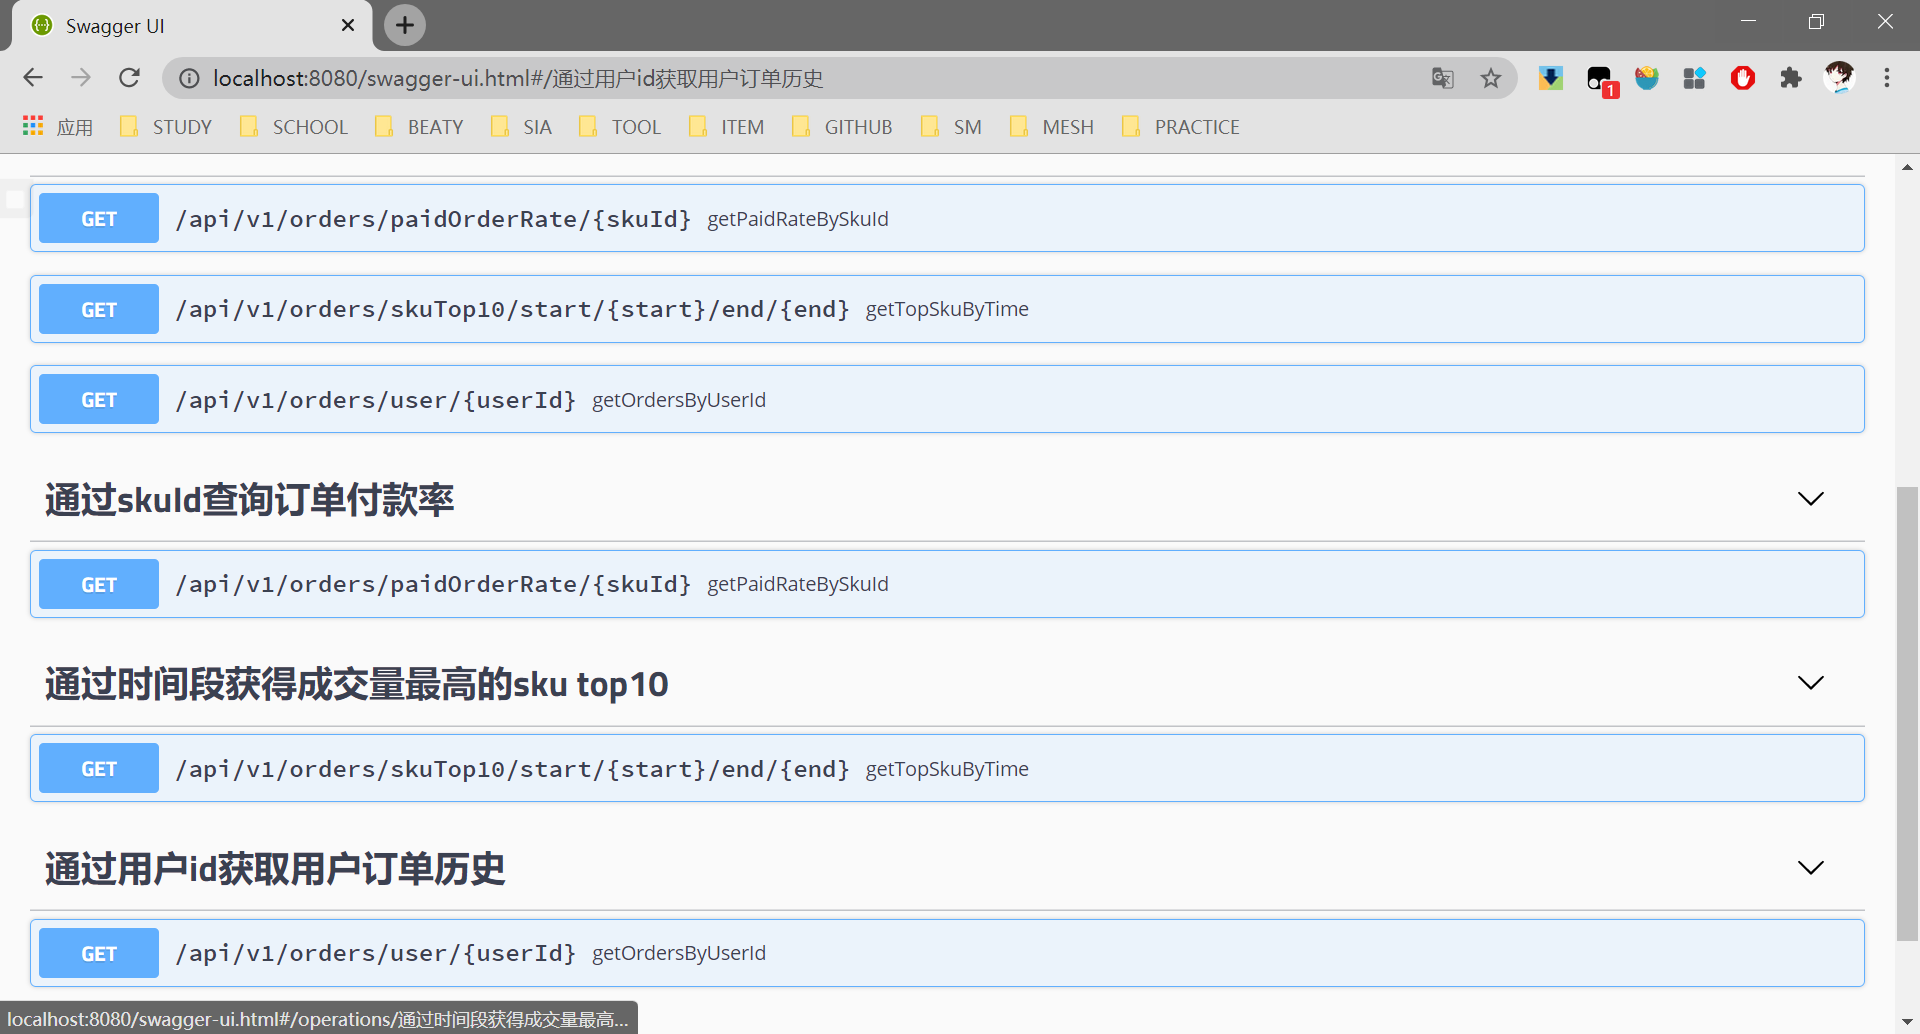 Swagger UI
localhost:8080/swagger-ui.html#/通过用户id获取用户订单历史
1
应用 STUDY SCHOOL BEATY SIA TOOL ITEM GITHUB SM MESH PRACTICE
GET /api/v1/orders/paidOrderRate/{skuId} getPaidRateBySkuId
GET /api/v1/orders/skuTop10/start/{start}/end/{end} getTopSkuByTime
GET /api/v1/orders/user/{userId} getOrdersByUserId
通过skuId查询订单付款率
GET /api/v1/orders/paidOrderRate/{skuId} getPaidRateBySkuId
通过时间段获得成交量最高的sku top10
GET /api/v1/orders/skuTop10/start/{start}/end/{end} getTopSkuByTime
通过用户id获取用户订单历史
GET /api/v1/orders/user/{userId} getOrdersByUserId
localhost:8080/swagger-ui.html#/operations/通过时间段获得成交量最高...